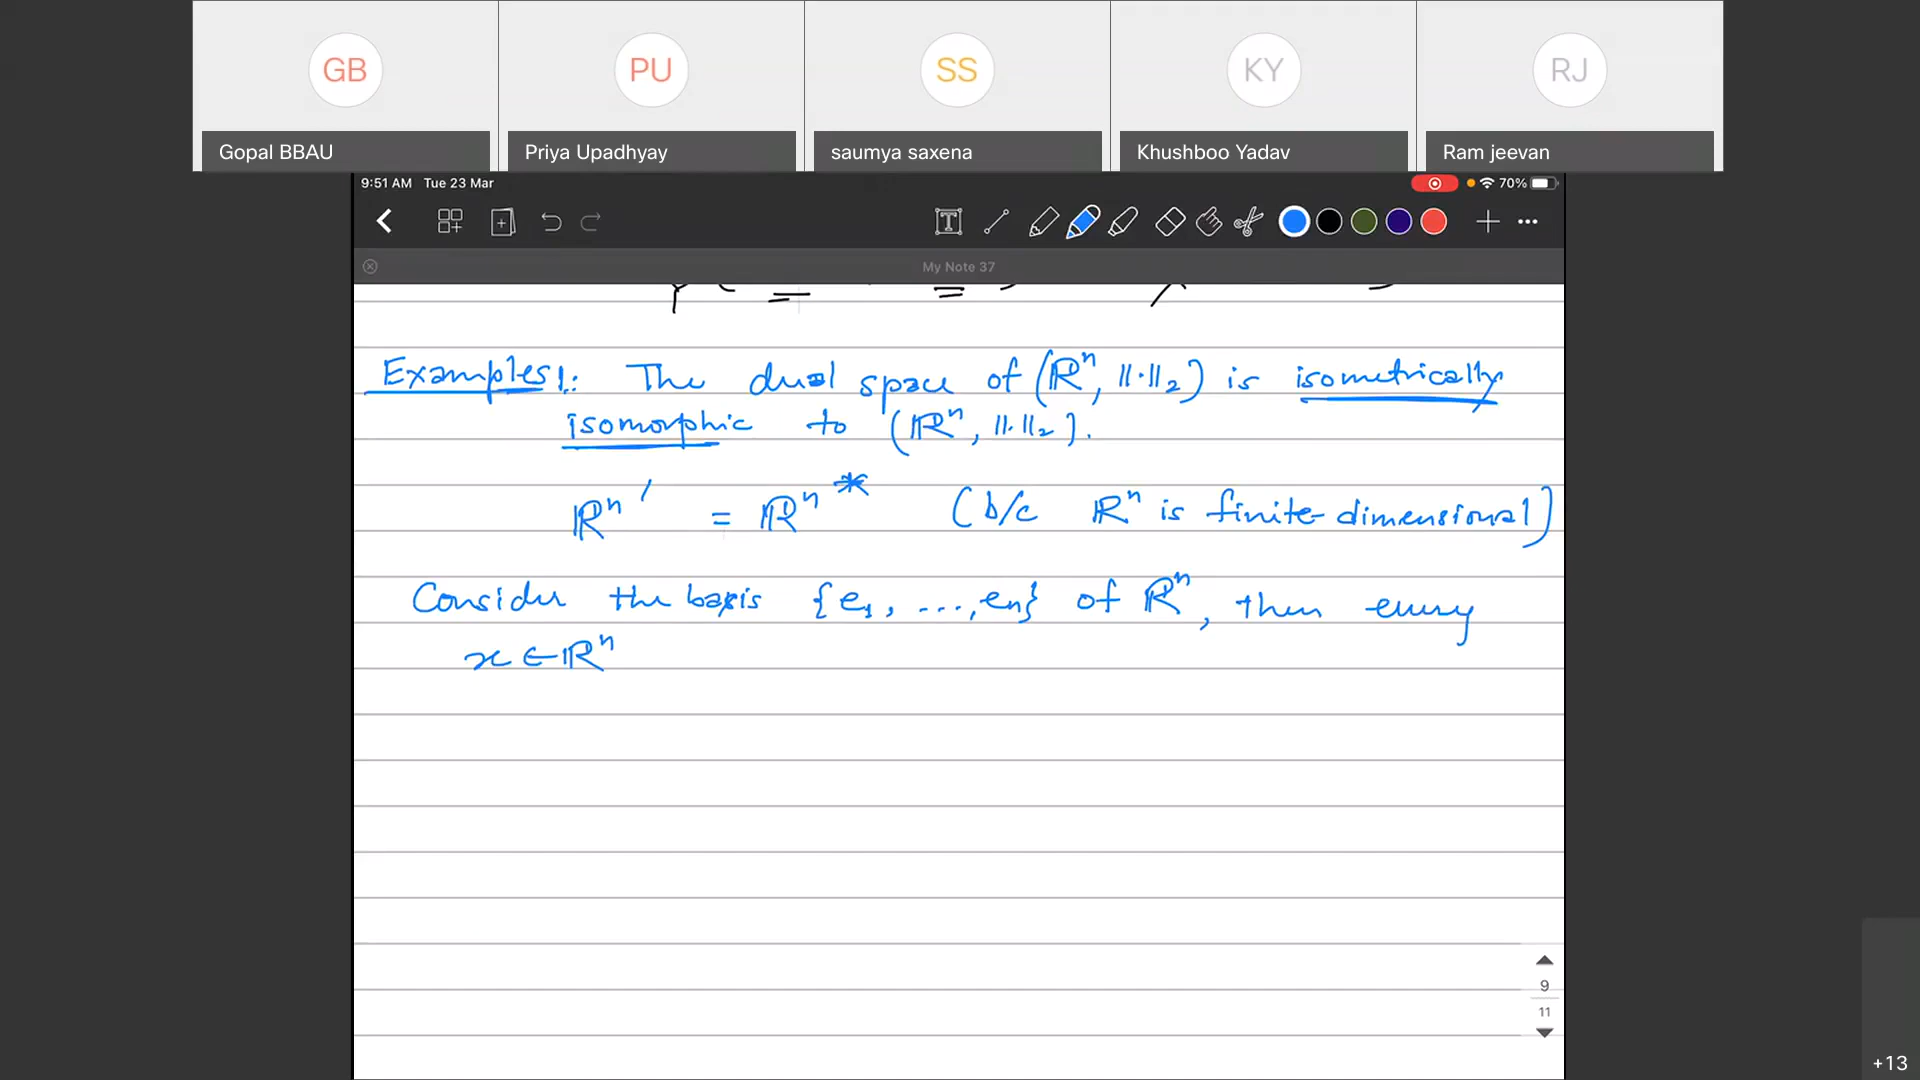 GB PU SS KY RJ
Gopal BBAU Priya Upadhyay saumya saxena Khushboo Yadav Ram jeevan
9:51 AM Tue 23 Mar 70%
My Note 37
Examples 1: The dual space of (ℝⁿ, ||·||₂) is isometrically
isomorphic to (ℝⁿ, ||·||₂).
ℝⁿ′ = ℝⁿ* (b/c ℝⁿ is finite-dimensional)
Consider the basis {e₁, ..., eₙ} of ℝⁿ, then every
x ∈ ℝⁿ
9
11
+13